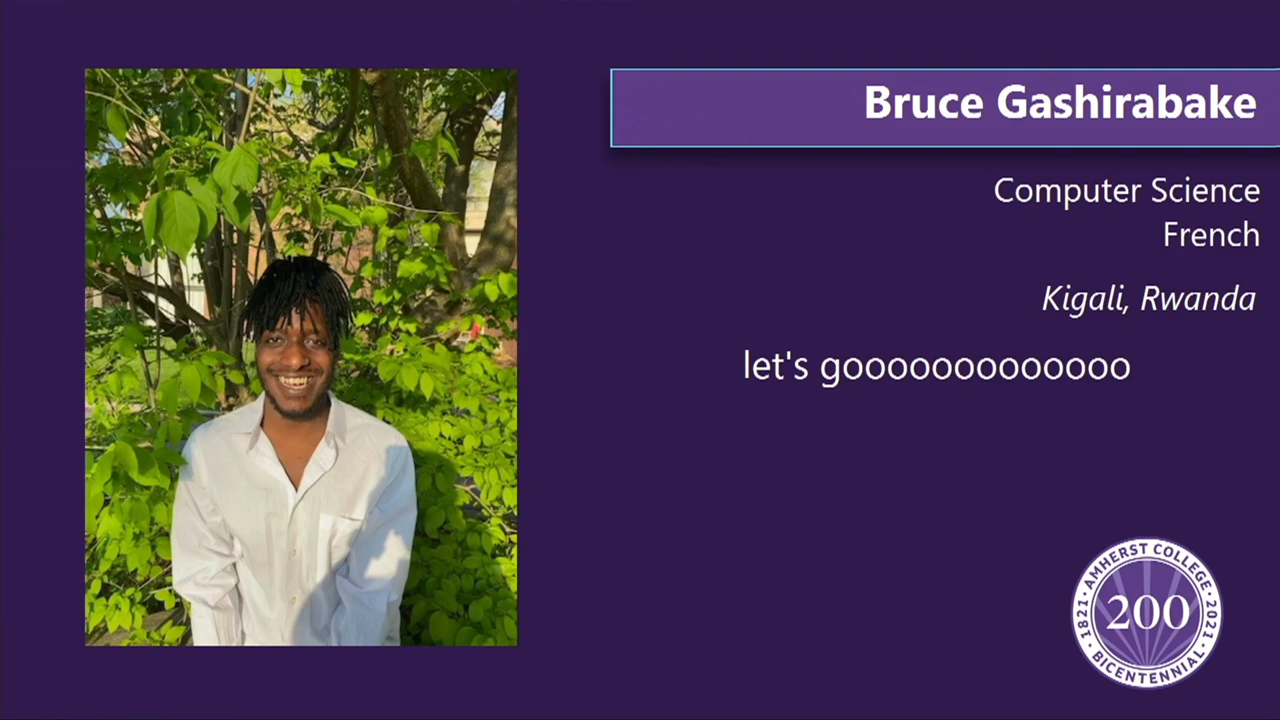 Bruce Gashirabake
Computer Science
French
Kigali, Rwanda
let's gooooooooooooo
AMHERST COLLEGE
1821
200
2021
BICENTENNIAL